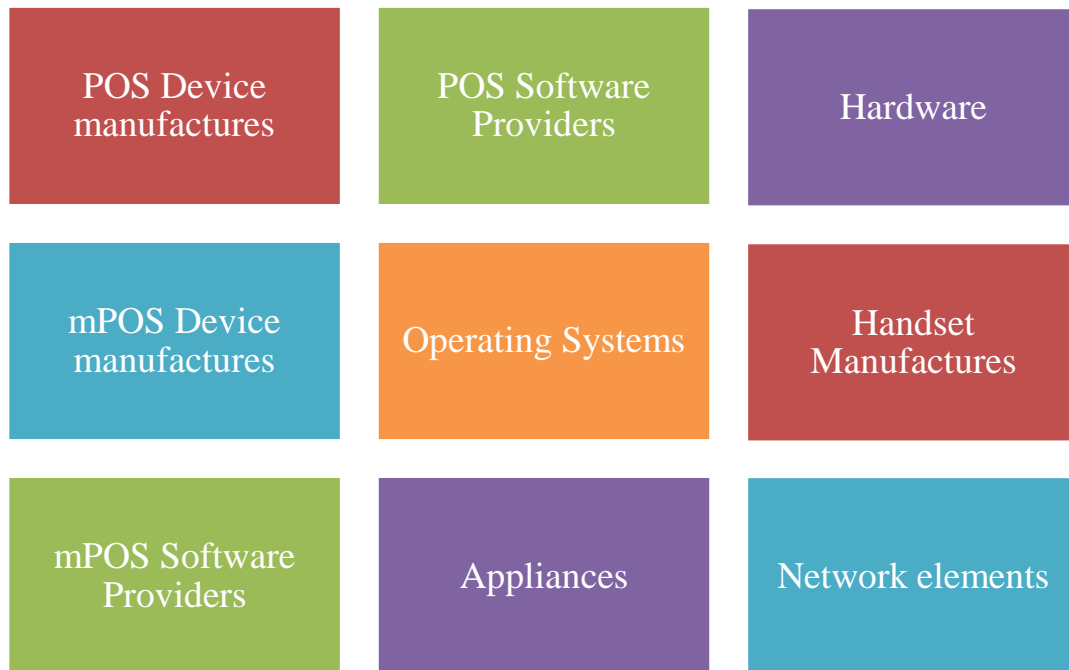 POS Device
manufactures
POS Software
Providers
Hardware
mPOS Device
manufactures
Operating Systems
Handset
Manufactures
mPOS Software
Providers
Appliances
Network elements